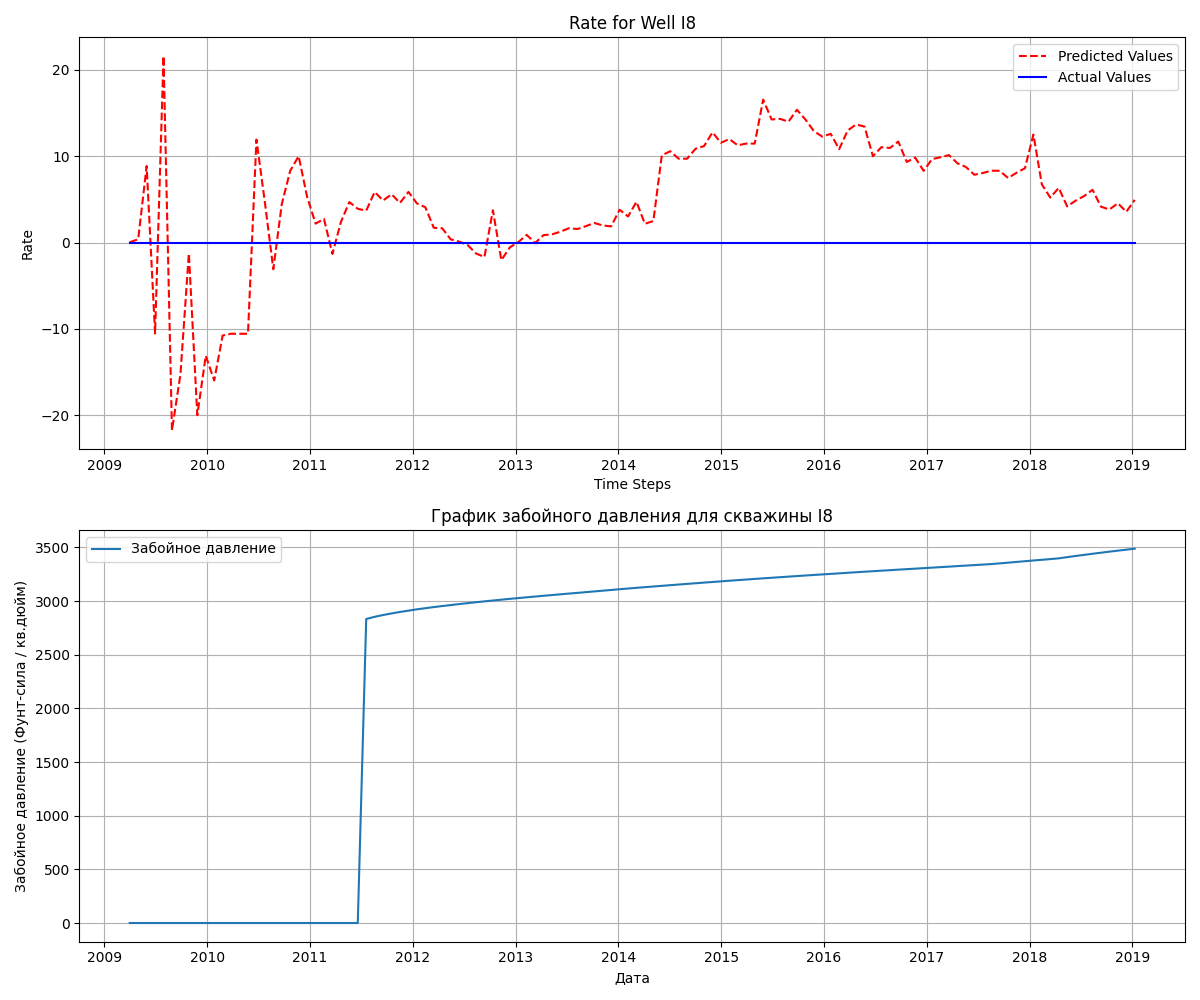 Rate for Well I8
Predicted Values
Actual Values
20
10
0
−10
−20
Rate
2009 2010 2011 2012 2013 2014 2015 2016 2017 2018 2019
Time Steps
График забойного давления для скважины I8
Забойное давление
3500
3000
2500
2000
1500
1000
500
0
Забойное давление (Фунт-сила / кв.дюйм)
2009 2010 2011 2012 2013 2014 2015 2016 2017 2018 2019
Дата